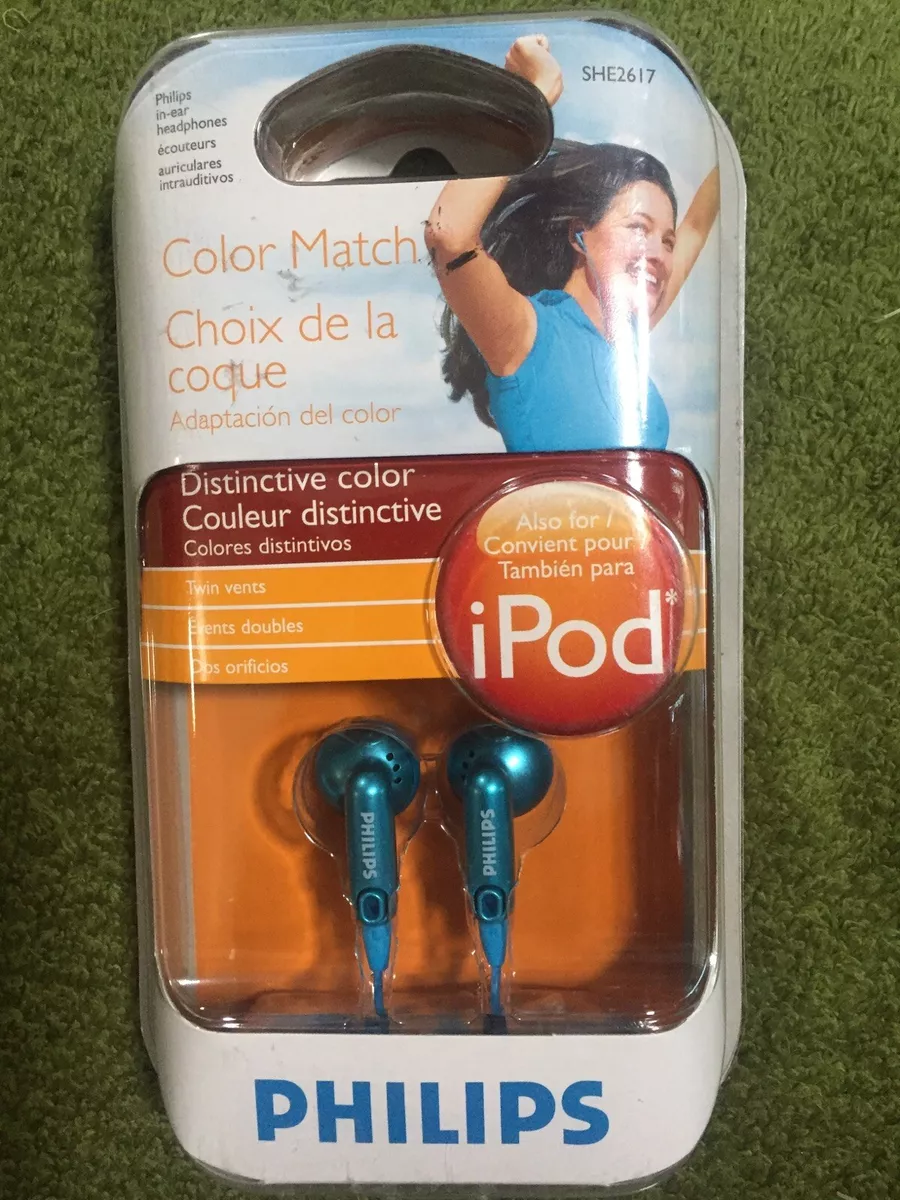 Philips
in-ear
headphones
écouteurs
auriculares
intrauditivos
SHE2617
Color Match
Choix de la
coque
Adaptación del color
Distinctive color
Couleur distinctive
Colores distintivos
Twin vents
Évents doubles
Dos orificios
Also for /
Convient pour /
También para
iPod*
PHILIPS
PHILIPS
PHILIPS